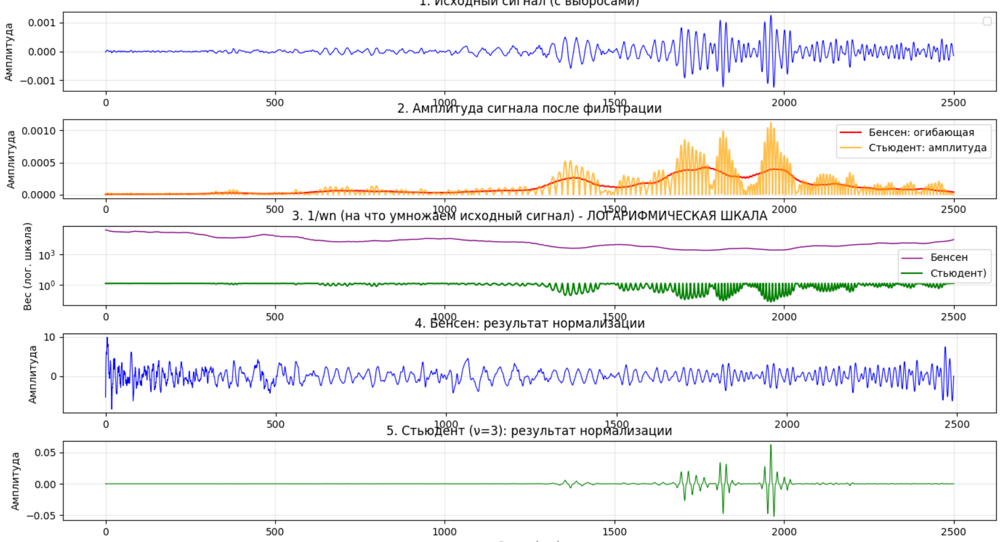 1. Исходный сигнал (с выбросами)
Амплитуда
0.001
0.000
−0.001
0 500 1000 1500 2000 2500
2. Амплитуда сигнала после фильтрации
Амплитуда
0.0010
0.0005
0.0000
Бенсен: огибающая
Стьюдент: амплитуда
0 500 1000 1500 2000 2500
3. 1/wn (на что умножаем исходный сигнал) - ЛОГАРИФМИЧЕСКАЯ ШКАЛА
Вес (лог. шкала)
10³
10⁰
Бенсен
Стьюдент)
0 500 1000 1500 2000 2500
4. Бенсен: результат нормализации
Амплитуда
10
0
0 500 1000 1500 2000 2500
5. Стьюдент (ν=3): результат нормализации
Амплитуда
0.05
0.00
−0.05
0 500 1000 1500 2000 2500